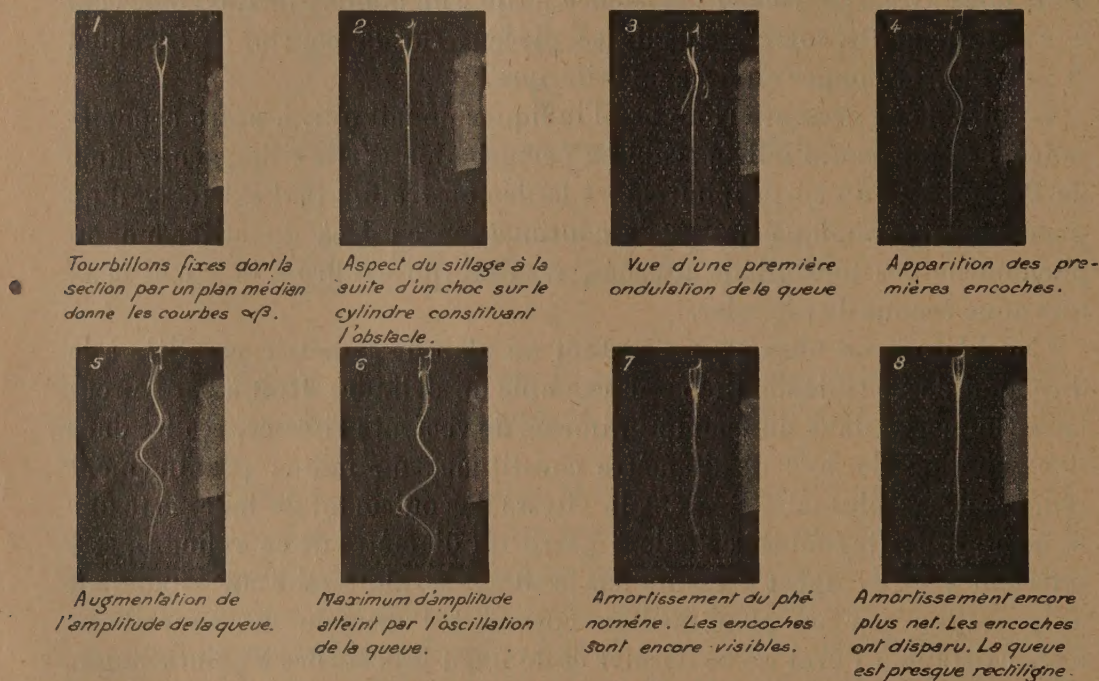 1
2
3
4
Tourbillons fixes dont la
section par un plan médian
donne les courbes αβ.
Aspect du sillage à la
suite d'un choc sur le
cylindre constituant
l'obstacle.
Vue d'une première
ondulation de la queue
Apparition des pre-
mières encoches.
5
6
7
8
Augmentation de
l'amplitude de la queue.
Maximum d'amplitude
atteint par l'oscillation
de la queue.
Amortissement du phé
nomène. Les encoches
sont encore visibles.
Amortissement encore
plus net. Les encoches
ont disparu. La queue
est presque rectiligne.